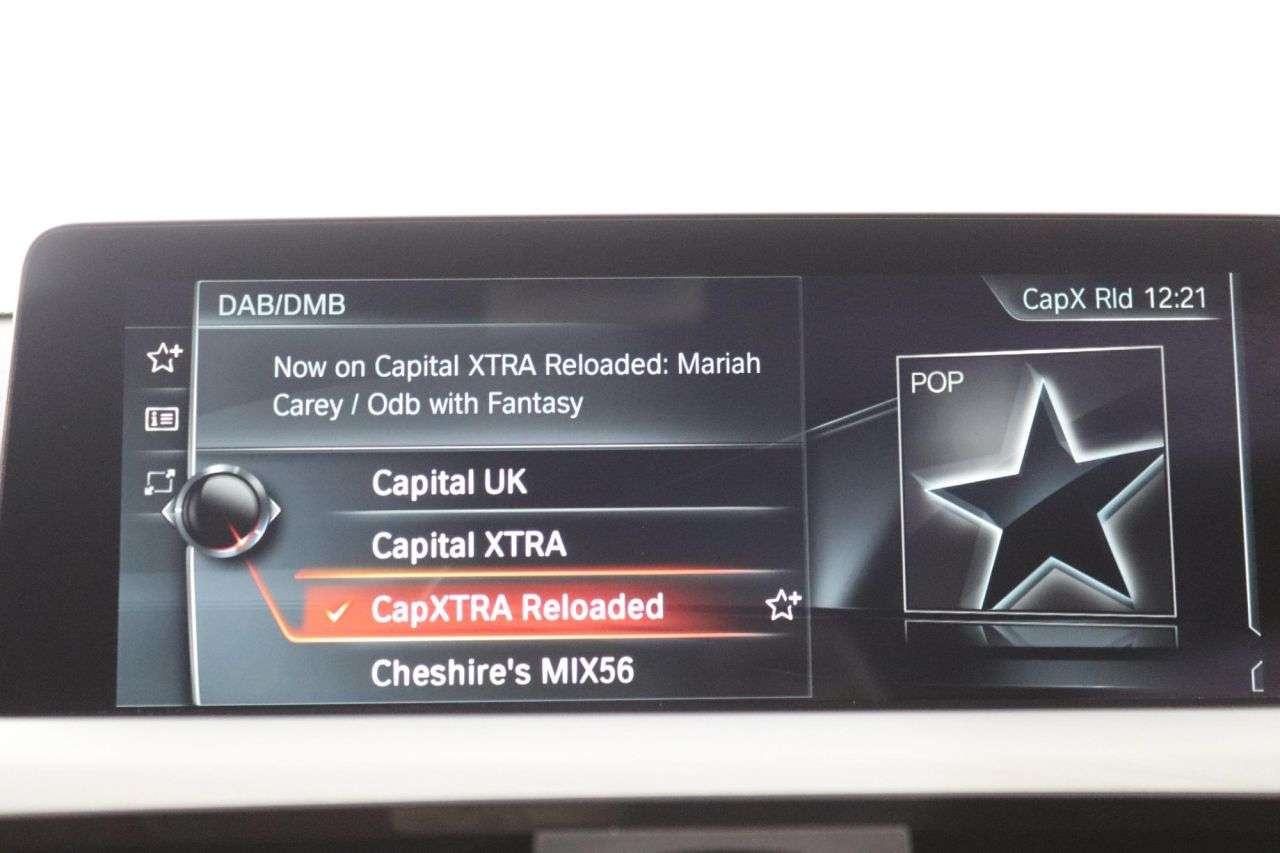 DAB/DMB
CapX Rld 12:21
Now on Capital XTRA Reloaded: Mariah
Carey / Odb with Fantasy
POP
Capital UK
Capital XTRA
CapXTRA Reloaded
Cheshire's MIX56